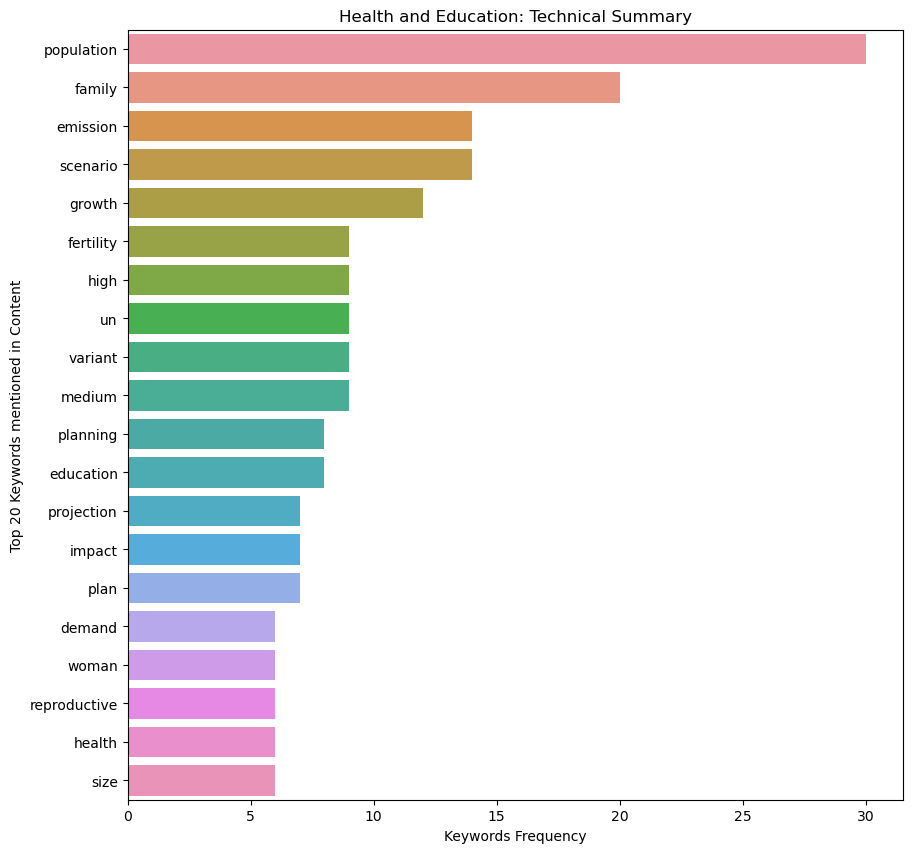 Health and Education: Technical Summary
Top 20 Keywords mentioned in Content
population
family
emission
scenario
growth
fertility
high
un
variant
medium
planning
education
projection
impact
plan
demand
woman
reproductive
health
size
0 5 10 15 20 25 30
Keywords Frequency